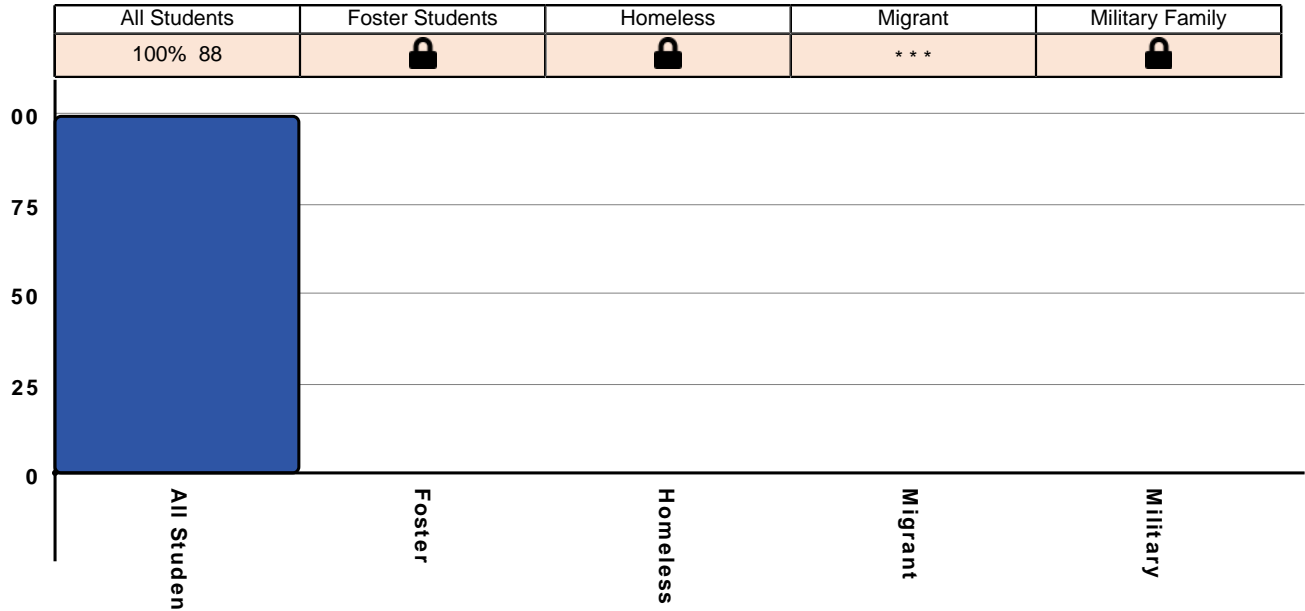 All Students Foster Students Homeless Migrant Military Family
100% 88 ***
00
75
50
25
0
All Studen
Foster
Homeless
Migrant
Military